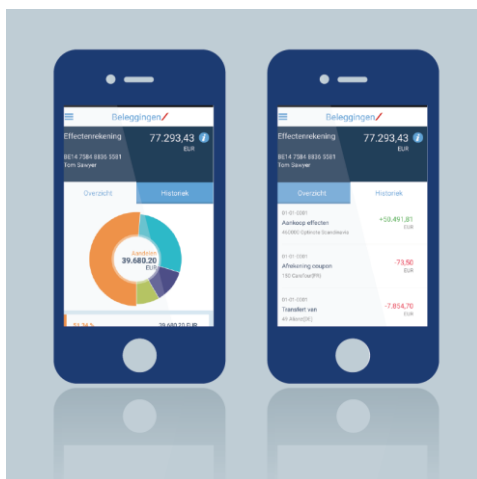 Beleggingen
Effectenrekening
77.293,43
EUR
BE14 7584 8836 5581
Tom Sawyer
Overzicht
Historiek
Aandelen
39.680,20
EUR
39.680,20 EUR
Beleggingen
Effectenrekening
77.293,43
EUR
BE14 7584 8836 5581
Tom Sawyer
Overzicht
Historiek
Aankoop effecten
+50.491,81
EUR
Afrekening coupon
-73,50
EUR
Transfert van
-7.854,70
EUR